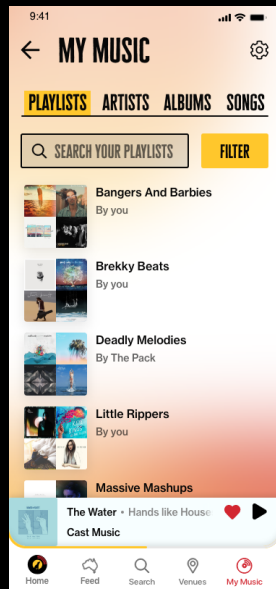 9:41
MY MUSIC
PLAYLISTS ARTISTS ALBUMS SONGS
SEARCH YOUR PLAYLISTS FILTER
Bangers And Barbies
By you
Brekky Beats
By you
Deadly Melodies
By The Pack
Little Rippers
By you
Massive Mashups
The Water • Hands like House
Cast Music
Home Feed Search Venues My Music